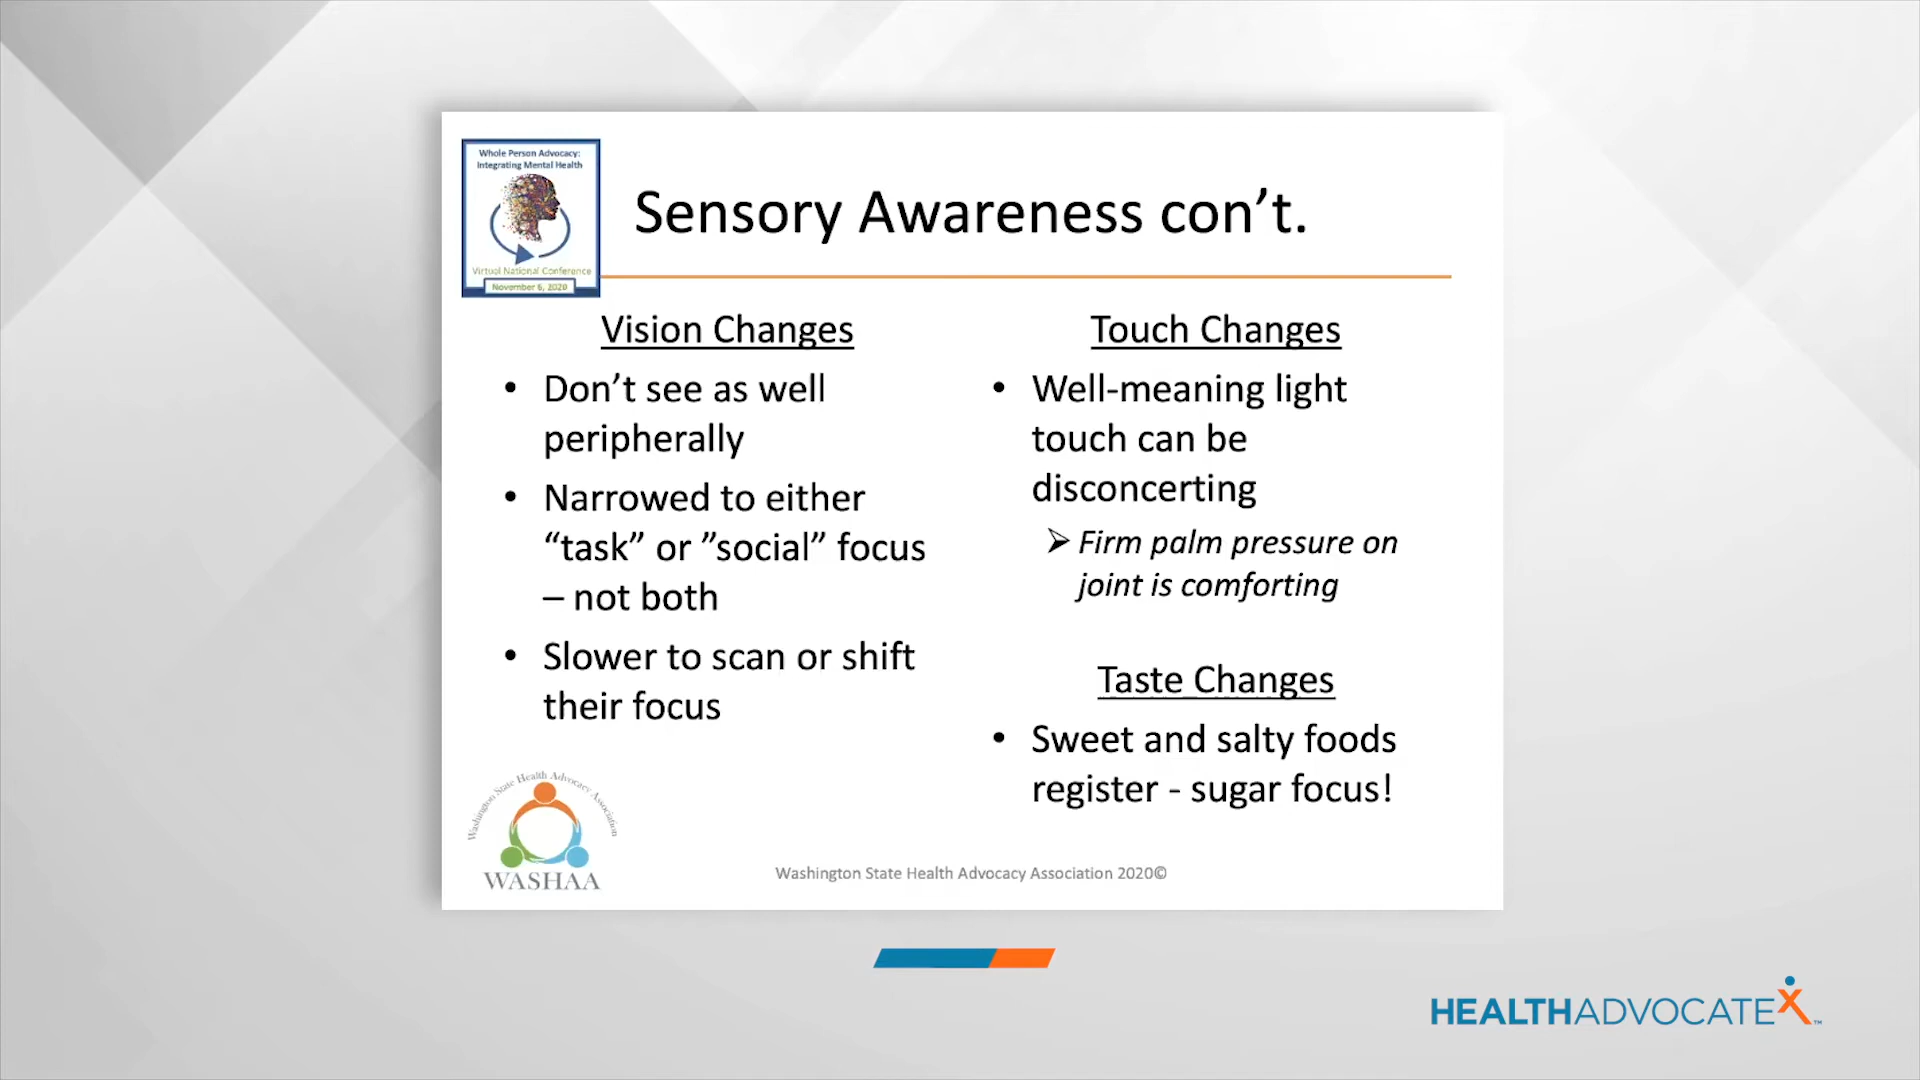 Whole Person Advocacy:
Integrating Mental Health
Virtual National Conference
November 6, 2020
Sensory Awareness con’t.
Vision Changes
• Don’t see as well
peripherally
• Narrowed to either
“task” or ”social” focus
– not both
• Slower to scan or shift
their focus
Touch Changes
• Well-meaning light
touch can be
disconcerting
➢ Firm palm pressure on
joint is comforting
Taste Changes
• Sweet and salty foods
register - sugar focus!
Washington State Health Advocacy Association
WASHAA
Washington State Health Advocacy Association 2020©
HEALTHADVOCATEX™